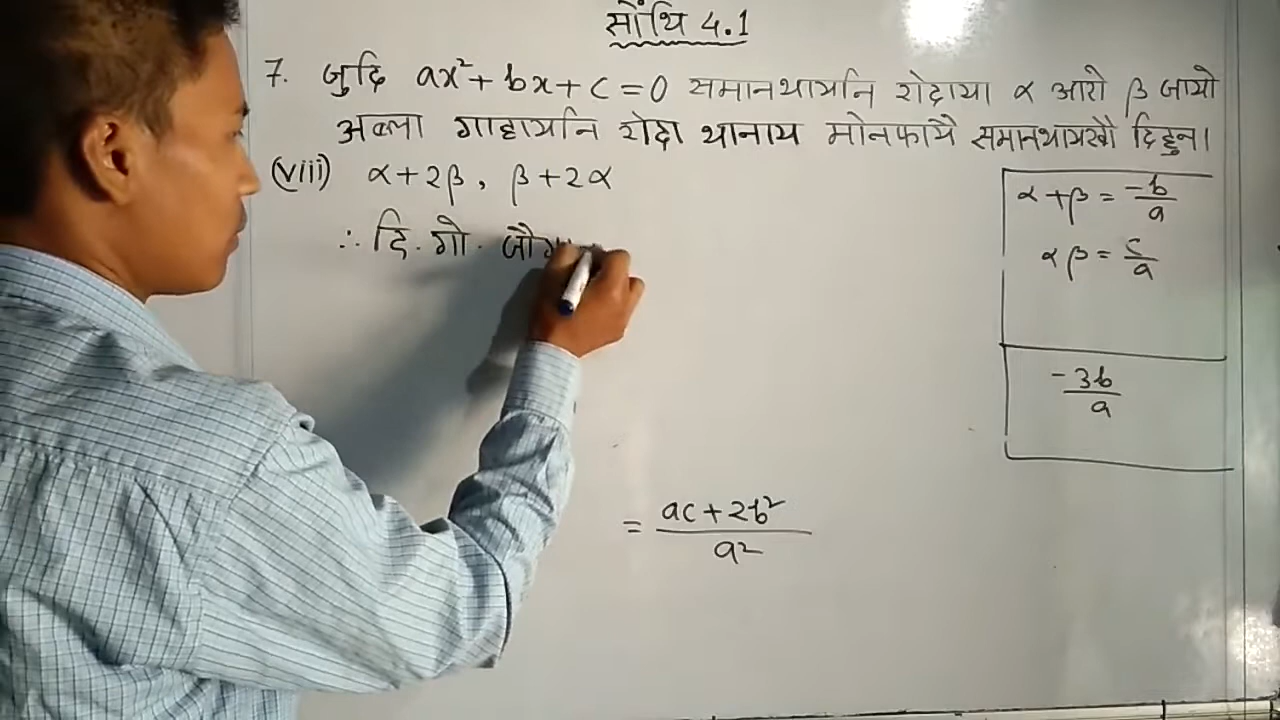 सोंथि 4.1
7. जुदि ax² + bx + c = 0 समानथायनि रोदाया α आरो β जायो
अब्ला गाहायनि रोदा थानाय मोनफायै समानथायखौ दिहुन।
(viii) α + 2β , β + 2α
∴ दि. गो.
α + β = -b/a
αβ = c/a
-3b/a
= ac + 2b²/a²